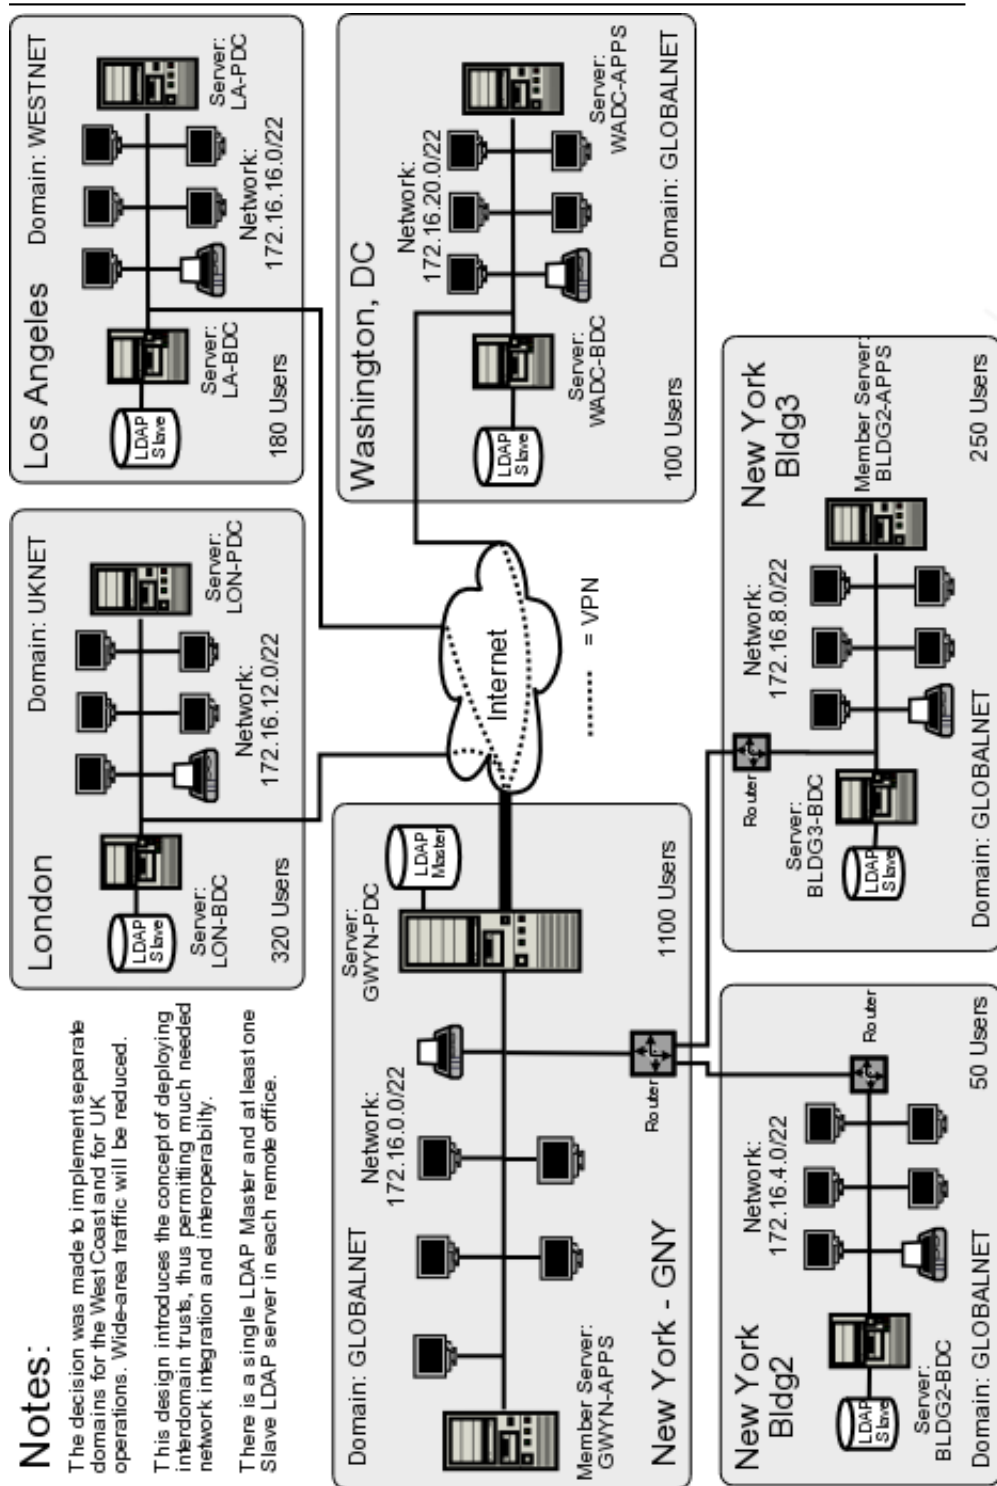 Notes:
The decision was made to implement separate
domains for the West Coast and for UK
operations. Wide-area traffic will be reduced.
This design introduces the concept of deploying
interdomain trusts, thus permitting much needed
network integration and interoperabilty.
There is a single LDAP Master and at least one
Slave LDAP server in each remote office.
London
Domain: UKNET
LDAP
Slave
Server:
LON-BDC
Network:
172.16.12.0/22
Server:
LON-PDC
320 Users
Los Angeles
Domain: WESTNET
LDAP
Slave
Server:
LA-BDC
Network:
172.16.16.0/22
Server:
LA-PDC
180 Users
Domain: GLOBALNET
Network:
172.16.0.0/22
Server:
GWYN-PDC
LDAP
Master
Member Server:
GWYN-APPS
New York - GNY
Router
1100 Users
Internet
= VPN
Washington, DC
Network:
172.16.20.0/22
LDAP
Slave
Server:
WADC-BDC
Server:
WADC-APPS
100 Users
Domain: GLOBALNET
New York
Bldg2
Network:
172.16.4.0/22
LDAP
Slave
Server:
BLDG2-BDC
Router
Domain: GLOBALNET
50 Users
Router
New York
Bldg3
Network:
172.16.8.0/22
LDAP
Slave
Server:
BLDG3-BDC
Member Server:
BLDG2-APPS
Domain: GLOBALNET
250 Users